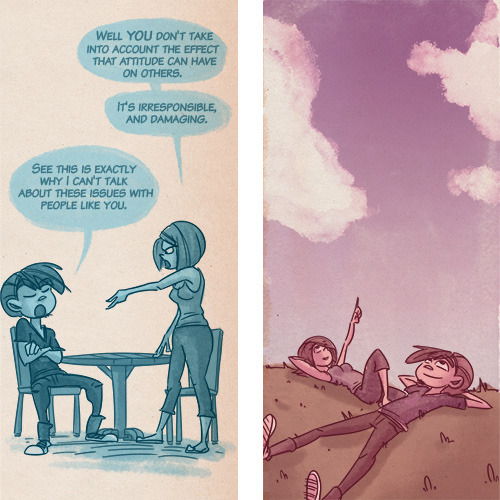 Well YOU don't take
into account the effect
that attitude can have
on others.
It's irresponsible,
and damaging.
See this is exactly
why I can't talk
about these issues with
people like you.